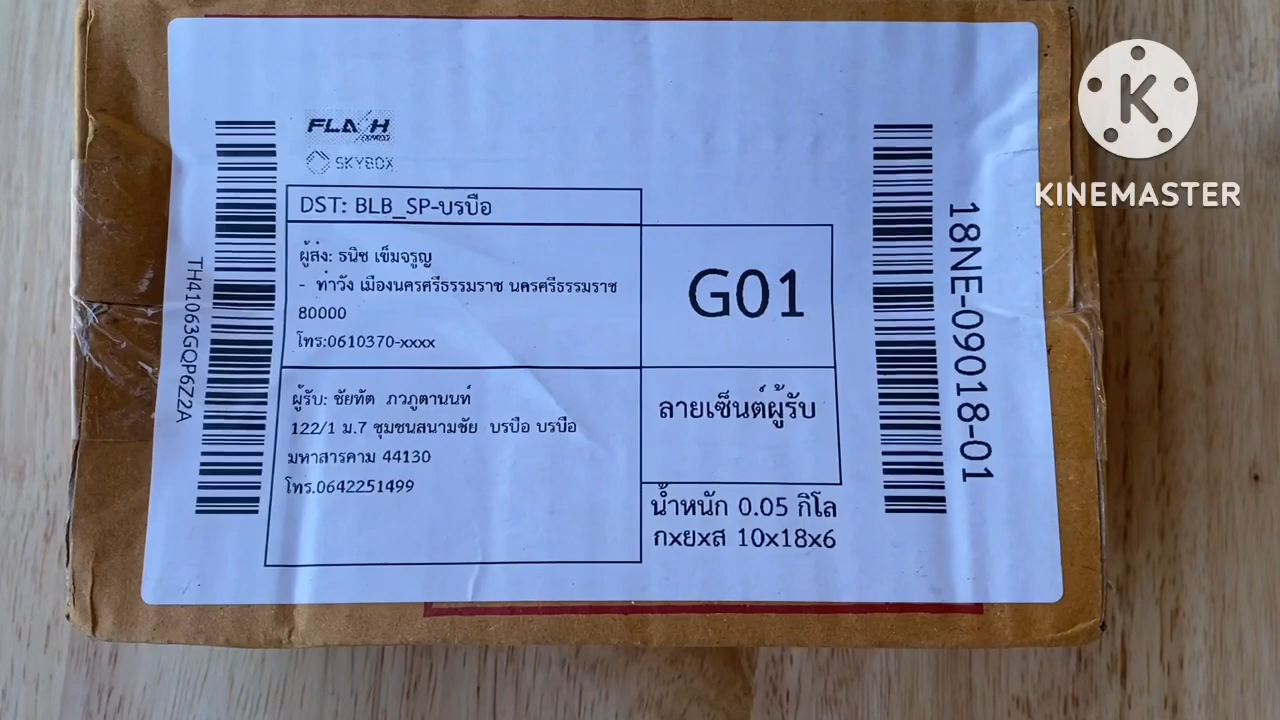 FLASH
EXPRESS
SKYBOX
DST: BLB_SP-บรบือ
ผู้ส่ง: ธนิช เข็มจรูญ
- ท่าวัง เมืองนครศรีธรรมราช นครศรีธรรมราช
80000
โทร:0610370-xxxx
G01
ผู้รับ: ชัยทัต ภวภูตานนท์
122/1 ม.7 ชุมชนสนามชัย บรบือ บรบือ
มหาสารคาม 44130
โทร.0642251499
ลายเซ็นต์ผู้รับ
น้ำหนัก 0.05 กิโล
กxยxส 10x18x6
TH41063GQP6Z2A
18NE-09018-01
K
KINEMASTER